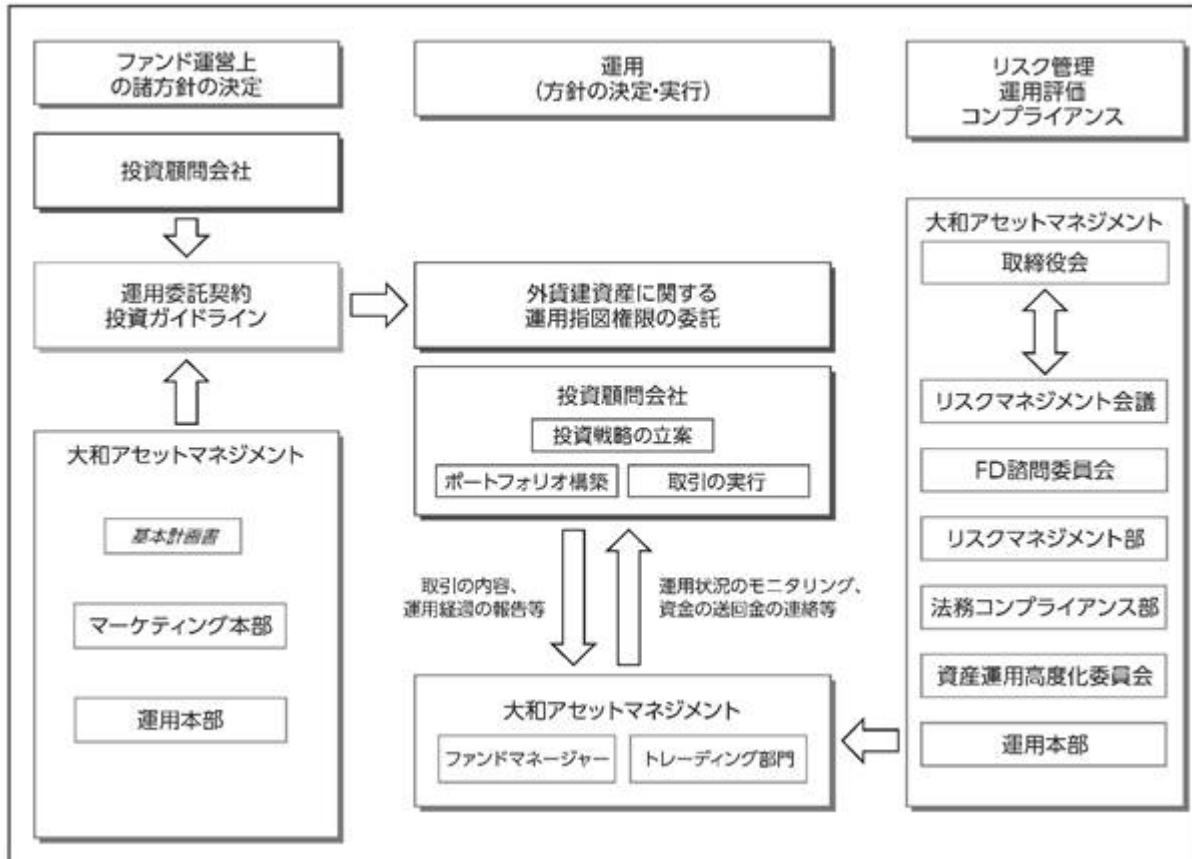 ファンド運営上
の諸方針の決定
投資顧問会社
運用委託契約
投資ガイドライン
大和アセットマネジメント
基本計画書
マーケティング本部
運用本部
運用
(方針の決定・実行)
外貨建資産に関する
運用指図権限の委託
投資顧問会社
投資戦略の立案
ポートフォリオ構築
取引の実行
取引の内容、
運用経過の報告等
運用状況のモニタリング、
資金の送回金の連絡等
大和アセットマネジメント
ファンドマネージャー
トレーディング部門
リスク管理
運用評価
コンプライアンス
大和アセットマネジメント
取締役会
リスクマネジメント会議
FD諮問委員会
リスクマネジメント部
法務コンプライアンス部
資産運用高度化委員会
運用本部